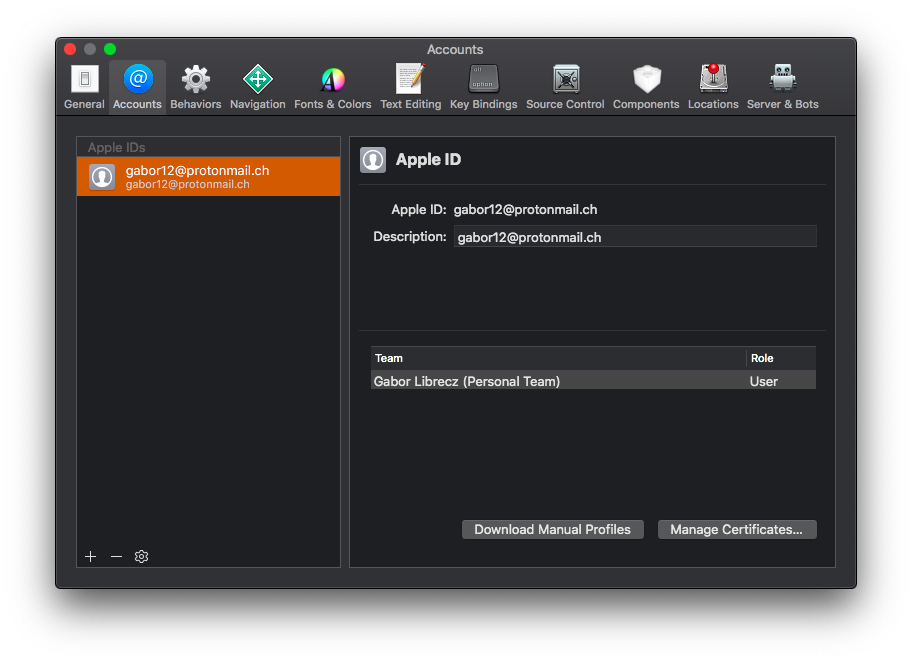 Accounts
General Accounts Behaviors Navigation Fonts & Colors Text Editing Key Bindings Source Control Components Locations Server & Bots
Apple IDs
gabor12@protonmail.ch
gabor12@protonmail.ch
Apple ID
Apple ID: gabor12@protonmail.ch
Description: gabor12@protonmail.ch
Team Role
Gabor Librecz (Personal Team) User
Download Manual Profiles Manage Certificates...